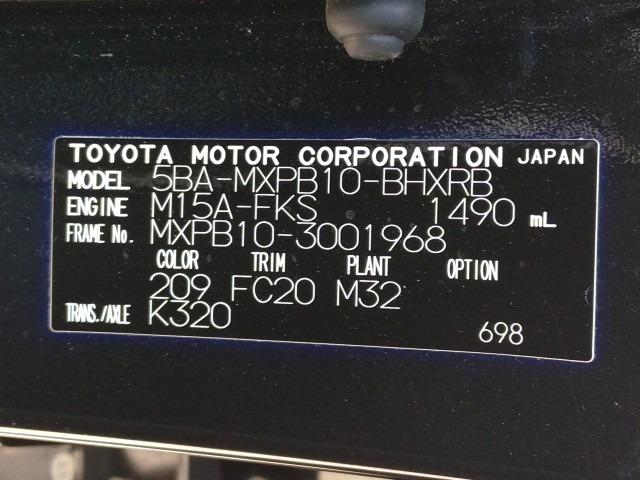 TOYOTA MOTOR CORPORATION JAPAN
MODEL 5BA-MXPB10-BHXRB
ENGINE M15A-FKS 1490 mL
FRAME No. MXPB10-3001968
COLOR TRIM PLANT OPTION
209 FC20 M32
TRANS./AXLE K320
698